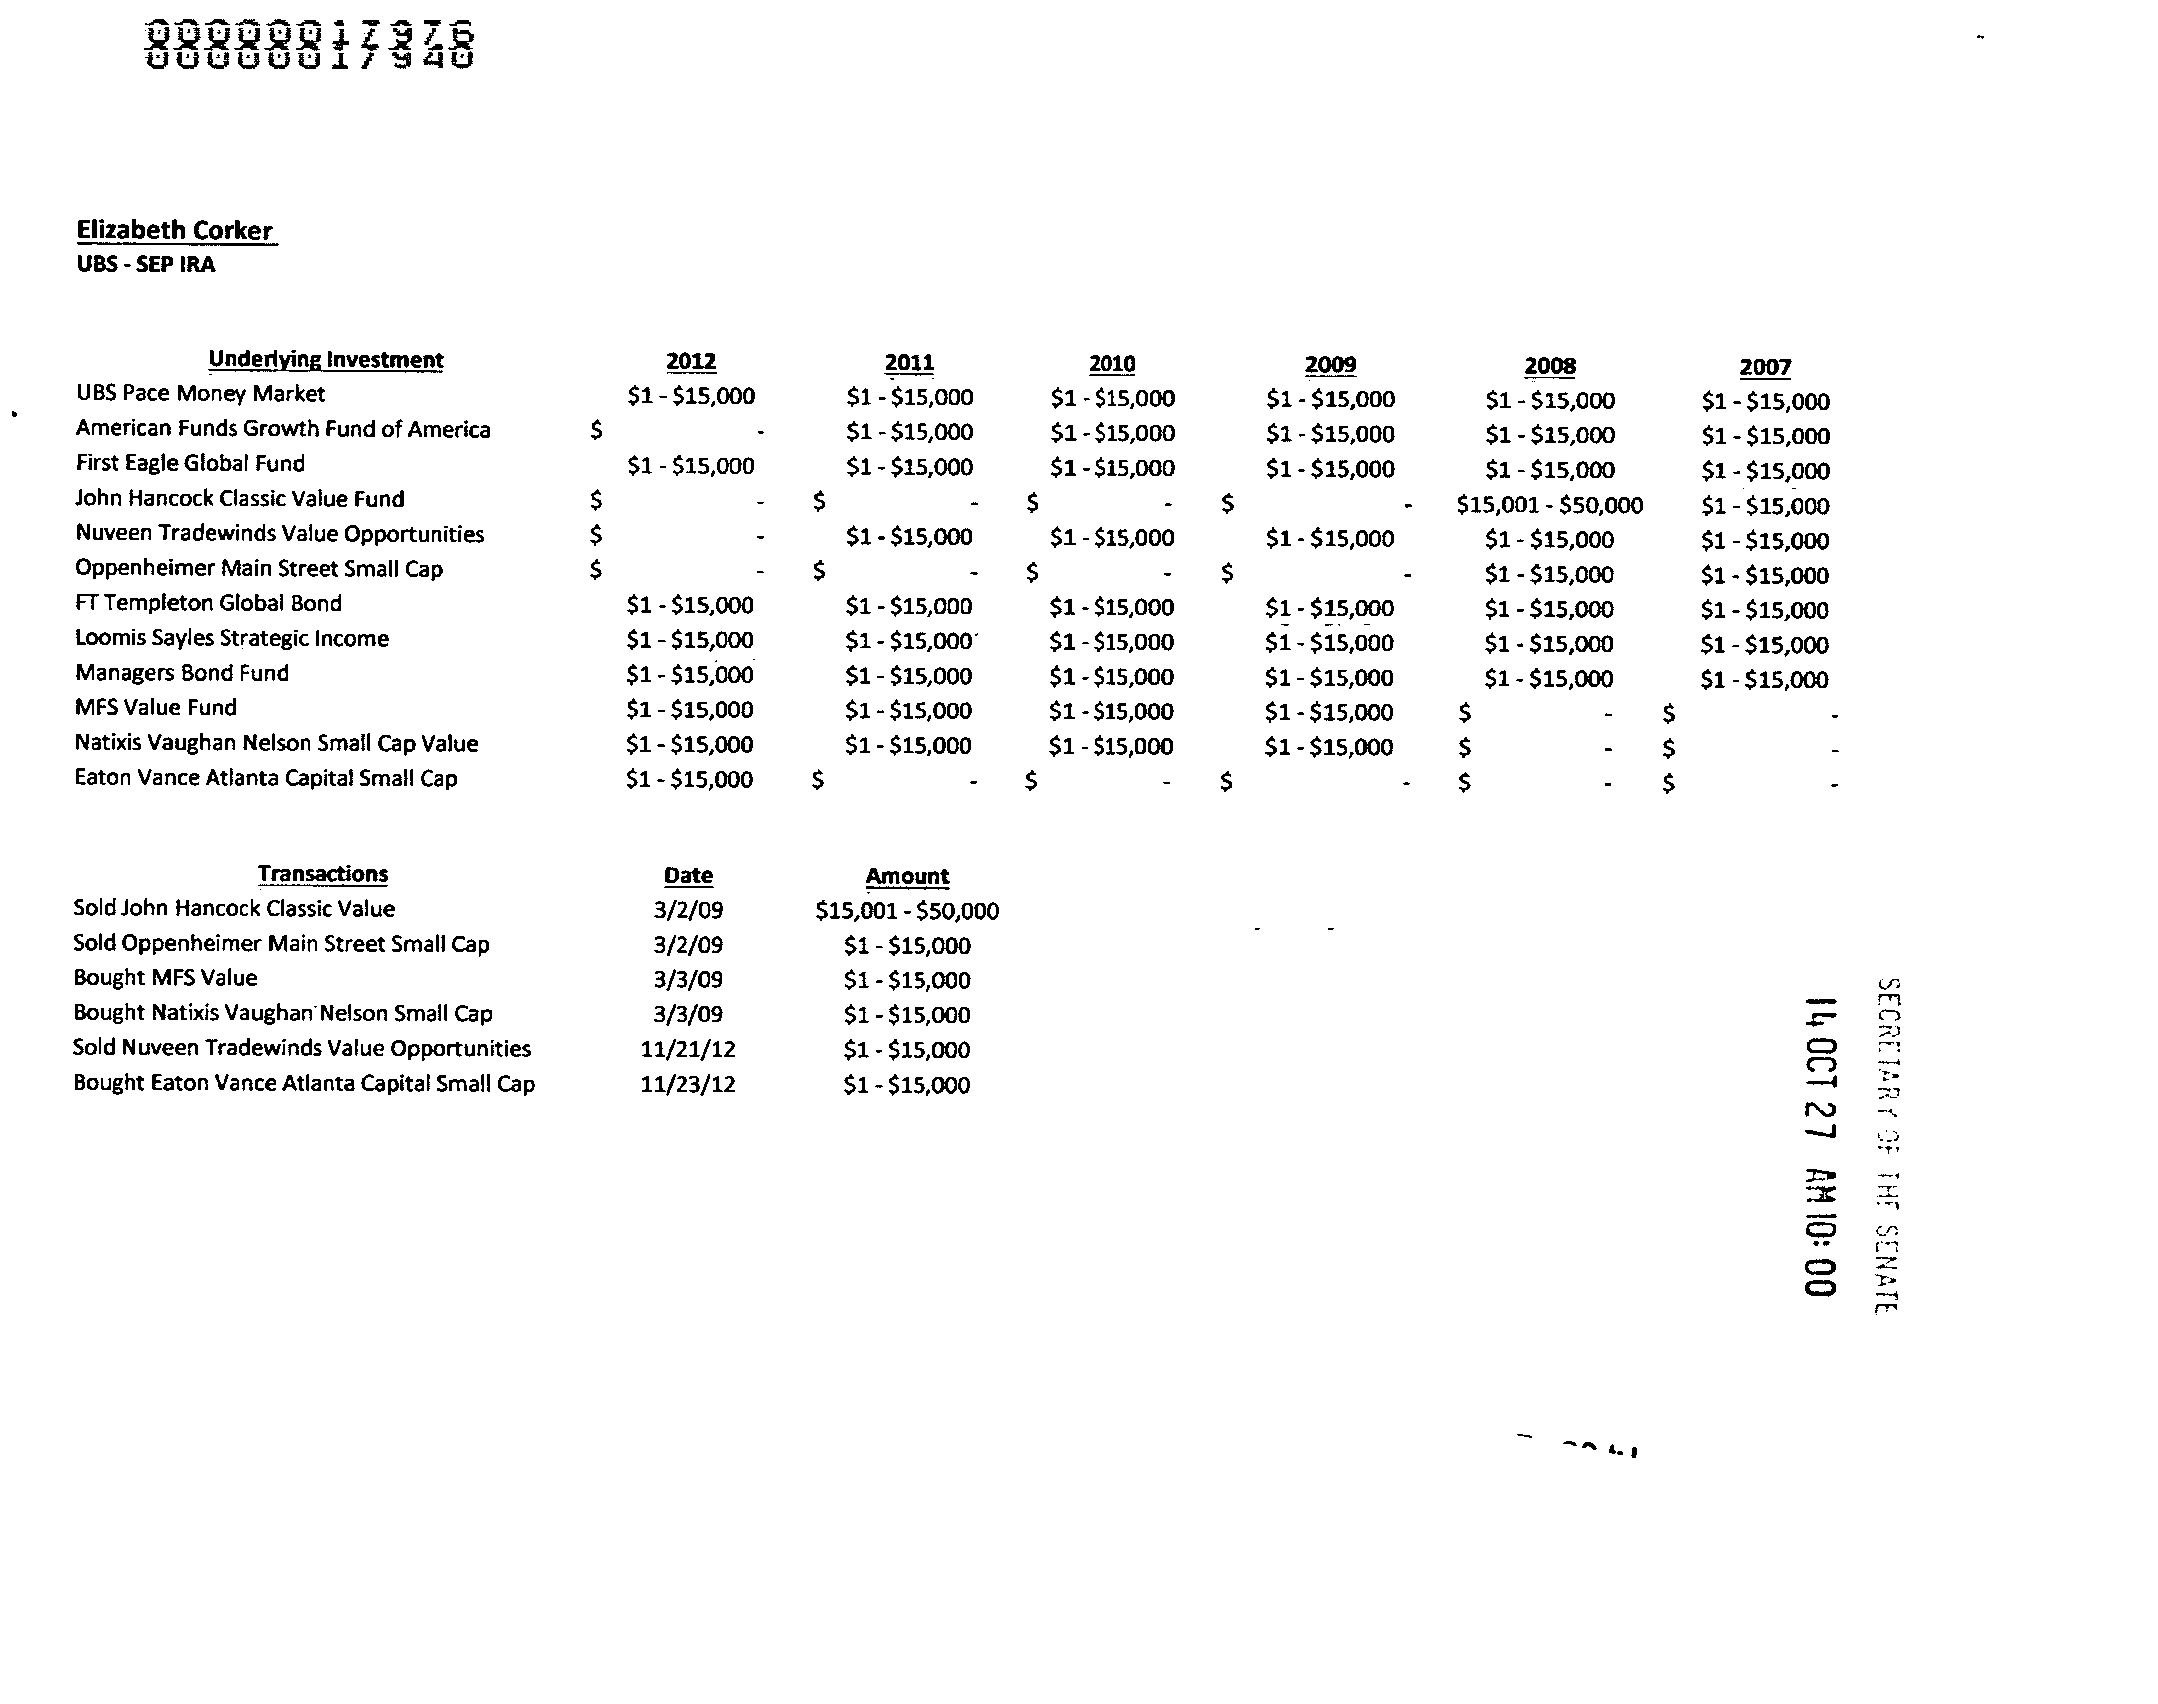 Elizabeth Corker
UBS - SEP IRA
Underlying Investment 2012 2011 2010 2009 2008 2007
UBS Pace Money Market $1 - $15,000 $1 - $15,000 $1 - $15,000 $1 - $15,000 $1 - $15,000 $1 - $15,000
American Funds Growth Fund of America $ - $1 - $15,000 $1 - $15,000 $1 - $15,000 $1 - $15,000 $1 - $15,000
First Eagle Global Fund $1 - $15,000 $1 - $15,000 $1 - $15,000 $1 - $15,000 $1 - $15,000 $1 - $15,000
John Hancock Classic Value Fund $ - $ - $ - $ - $15,001 - $50,000 $1 - $15,000
Nuveen Tradewinds Value Opportunities $ - $1 - $15,000 $1 - $15,000 $1 - $15,000 $1 - $15,000 $1 - $15,000
Oppenheimer Main Street Small Cap $ - $ - $ - $ - $1 - $15,000 $1 - $15,000
FT Templeton Global Bond $1 - $15,000 $1 - $15,000 $1 - $15,000 $1 - $15,000 $1 - $15,000 $1 - $15,000
Loomis Sayles Strategic Income $1 - $15,000 $1 - $15,000 $1 - $15,000 $1 - $15,000 $1 - $15,000 $1 - $15,000
Managers Bond Fund $1 - $15,000 $1 - $15,000 $1 - $15,000 $1 - $15,000 $1 - $15,000 $1 - $15,000
MFS Value Fund $1 - $15,000 $1 - $15,000 $1 - $15,000 $1 - $15,000 $ - $ -
Natixis Vaughan Nelson Small Cap Value $1 - $15,000 $1 - $15,000 $1 - $15,000 $1 - $15,000 $ - $ -
Eaton Vance Atlanta Capital Small Cap $1 - $15,000 $ - $ - $ - $ - $ -
Transactions Date Amount
Sold John Hancock Classic Value 3/2/09 $15,001 - $50,000
Sold Oppenheimer Main Street Small Cap 3/2/09 $1 - $15,000
Bought MFS Value 3/3/09 $1 - $15,000
Bought Natixis Vaughan Nelson Small Cap 3/3/09 $1 - $15,000
Sold Nuveen Tradewinds Value Opportunities 11/21/12 $1 - $15,000
Bought Eaton Vance Atlanta Capital Small Cap 11/23/12 $1 - $15,000
SECRETARY OF THE SENATE
14 OCT 27 AM 10:00